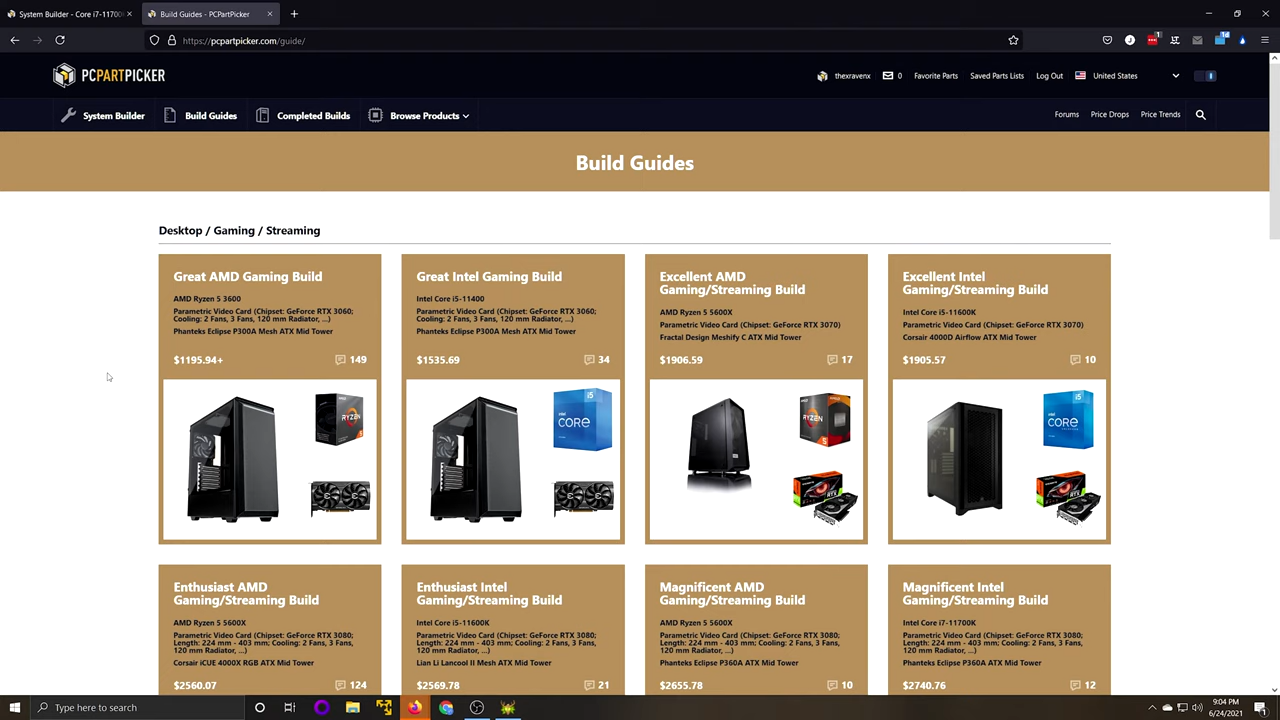 System Builder - Core i7-11700K
Build Guides - PCPartPicker
https://pcpartpicker.com/guide/
PCPARTPICKER
thexravenx 0 Favorite Parts Saved Parts Lists Log Out United States
System Builder Build Guides Completed Builds Browse Products
Forums Price Drops Price Trends
Build Guides
Desktop / Gaming / Streaming
Great AMD Gaming Build
AMD Ryzen 5 3600
Parametric Video Card (Chipset: GeForce RTX 3060;
Cooling: 2 Fans, 3 Fans, 120 mm Radiator, ...)
Phanteks Eclipse P300A Mesh ATX Mid Tower
$1195.94+ 149
Great Intel Gaming Build
Intel Core i5-11400
Parametric Video Card (Chipset: GeForce RTX 3060;
Cooling: 2 Fans, 3 Fans, 120 mm Radiator, ...)
Phanteks Eclipse P300A Mesh ATX Mid Tower
$1535.69 34
Excellent AMD
Gaming/Streaming Build
AMD Ryzen 5 5600X
Parametric Video Card (Chipset: GeForce RTX 3070)
Fractal Design Meshify C ATX Mid Tower
$1906.59 17
Excellent Intel
Gaming/Streaming Build
Intel Core i5-11600K
Parametric Video Card (Chipset: GeForce RTX 3070)
Corsair 4000D Airflow ATX Mid Tower
$1905.57 10
RYZEN
i5
CORE
RYZEN
i5
CORE
Enthusiast AMD
Gaming/Streaming Build
AMD Ryzen 5 5600X
Parametric Video Card (Chipset: GeForce RTX 3080;
Length: 224 mm - 403 mm; Cooling: 2 Fans, 3 Fans,
120 mm Radiator, ...)
Corsair iCUE 4000X RGB ATX Mid Tower
$2560.07 124
Enthusiast Intel
Gaming/Streaming Build
Intel Core i5-11600K
Parametric Video Card (Chipset: GeForce RTX 3080;
Length: 224 mm - 403 mm; Cooling: 2 Fans, 3 Fans,
120 mm Radiator, ...)
Lian Li Lancool II Mesh ATX Mid Tower
$2569.78 21
Magnificent AMD
Gaming/Streaming Build
AMD Ryzen 5 5600X
Parametric Video Card (Chipset: GeForce RTX 3080;
Length: 224 mm - 403 mm; Cooling: 2 Fans, 3 Fans,
120 mm Radiator, ...)
Phanteks Eclipse P360A ATX Mid Tower
$2655.78 10
Magnificent Intel
Gaming/Streaming Build
Intel Core i7-11700K
Parametric Video Card (Chipset: GeForce RTX 3080;
Length: 224 mm - 403 mm; Cooling: 2 Fans, 3 Fans,
120 mm Radiator, ...)
Phanteks Eclipse P360A ATX Mid Tower
$2740.76 12
Type here to search
9:04 PM
6/24/2021